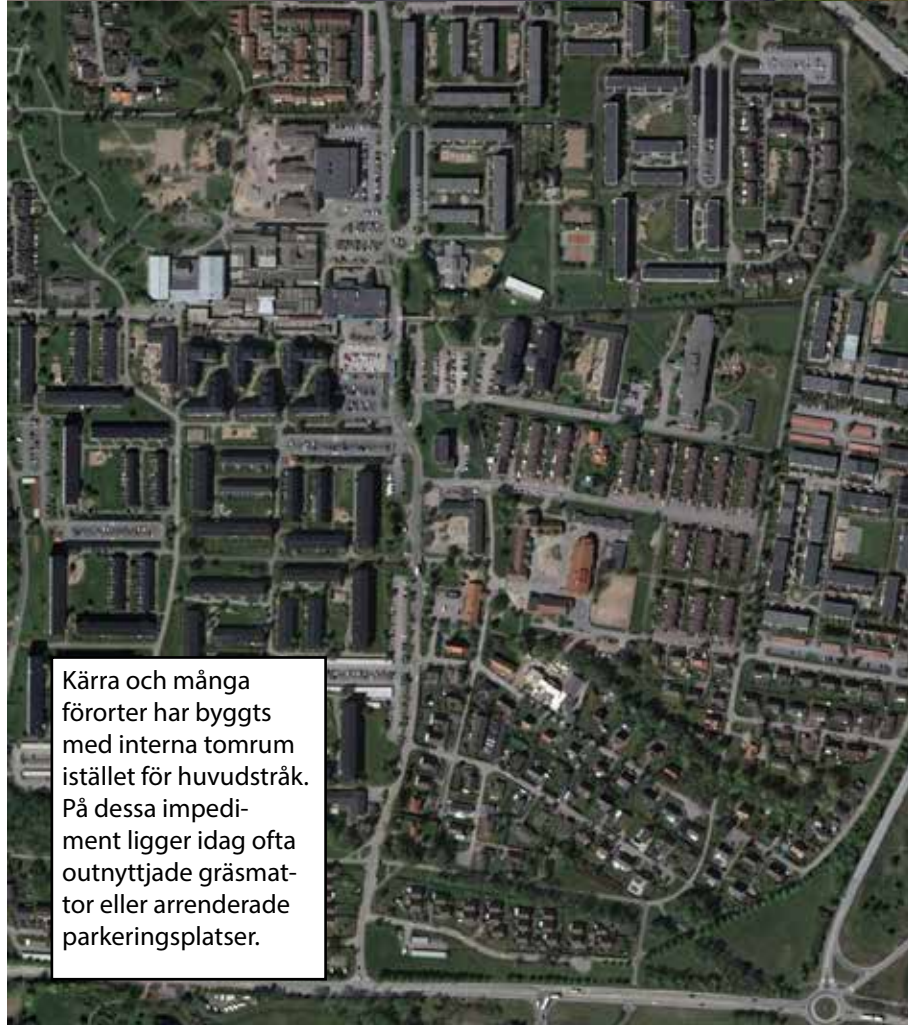 Kärra och många
förorter har byggts
med interna tomrum
istället för huvudstråk.
På dessa impedi-
ment ligger idag ofta
outnyttjade gräsmat-
tor eller arrenderade
parkeringsplatser.